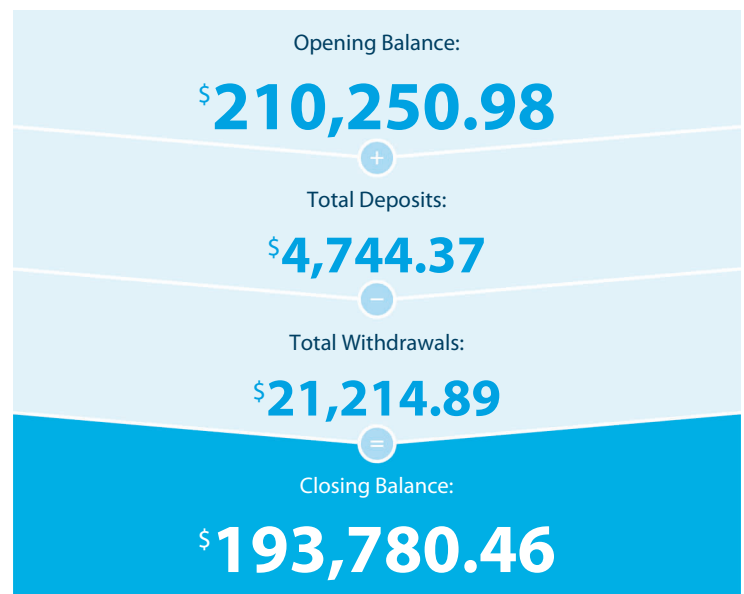 Opening Balance:
$210,250.98
+
Total Deposits:
$4,744.37
−
Total Withdrawals:
$21,214.89
=
Closing Balance:
$193,780.46